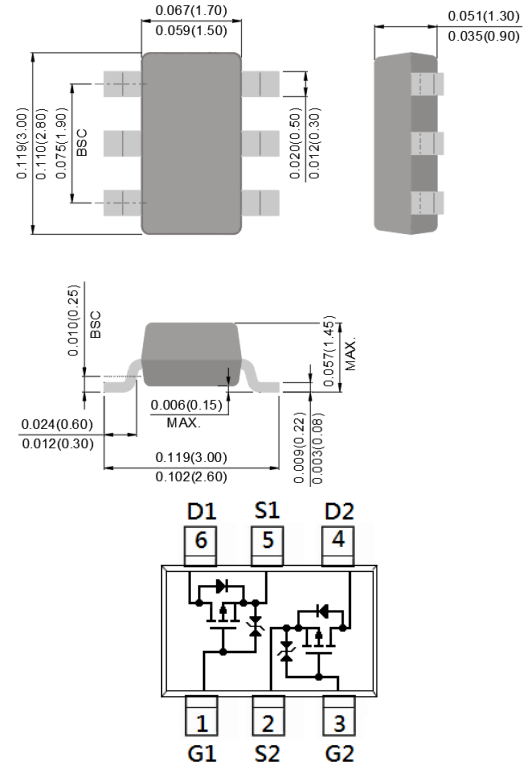 0.067(1.70)
0.059(1.50)
0.051(1.30)
0.035(0.90)
0.119(3.00)
0.110(2.80)
0.075(1.90)
BSC
0.020(0.50)
0.012(0.30)
0.010(0.25)
BSC
0.057(1.45)
MAX.
0.006(0.15)
MAX.
0.009(0.22)
0.003(0.08)
0.024(0.60)
0.012(0.30)
0.119(3.00)
0.102(2.60)
D1 S1 D2
6 5 4
1 2 3
G1 S2 G2